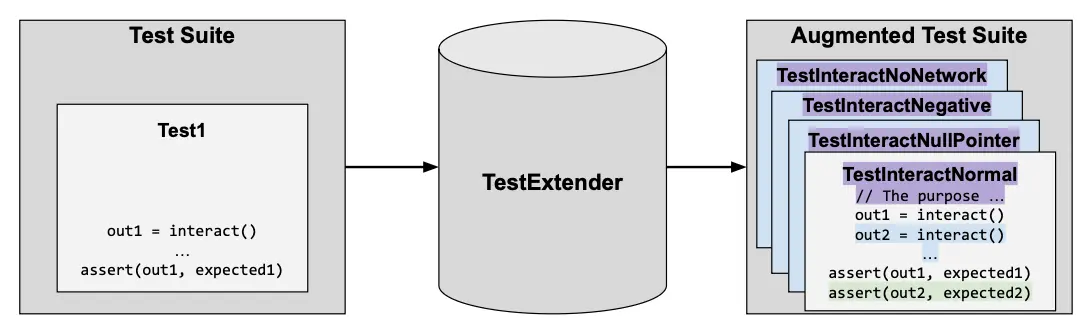 Test Suite
Test1
out1 = interact()
...
assert(out1, expected1)
TestExtender
Augmented Test Suite
TestInteractNoNetwork
TestInteractNegative
TestInteractNullPointer
TestInteractNormal
// The purpose ...
out1 = interact()
out2 = interact()
...
assert(out1, expected1)
assert(out2, expected2)